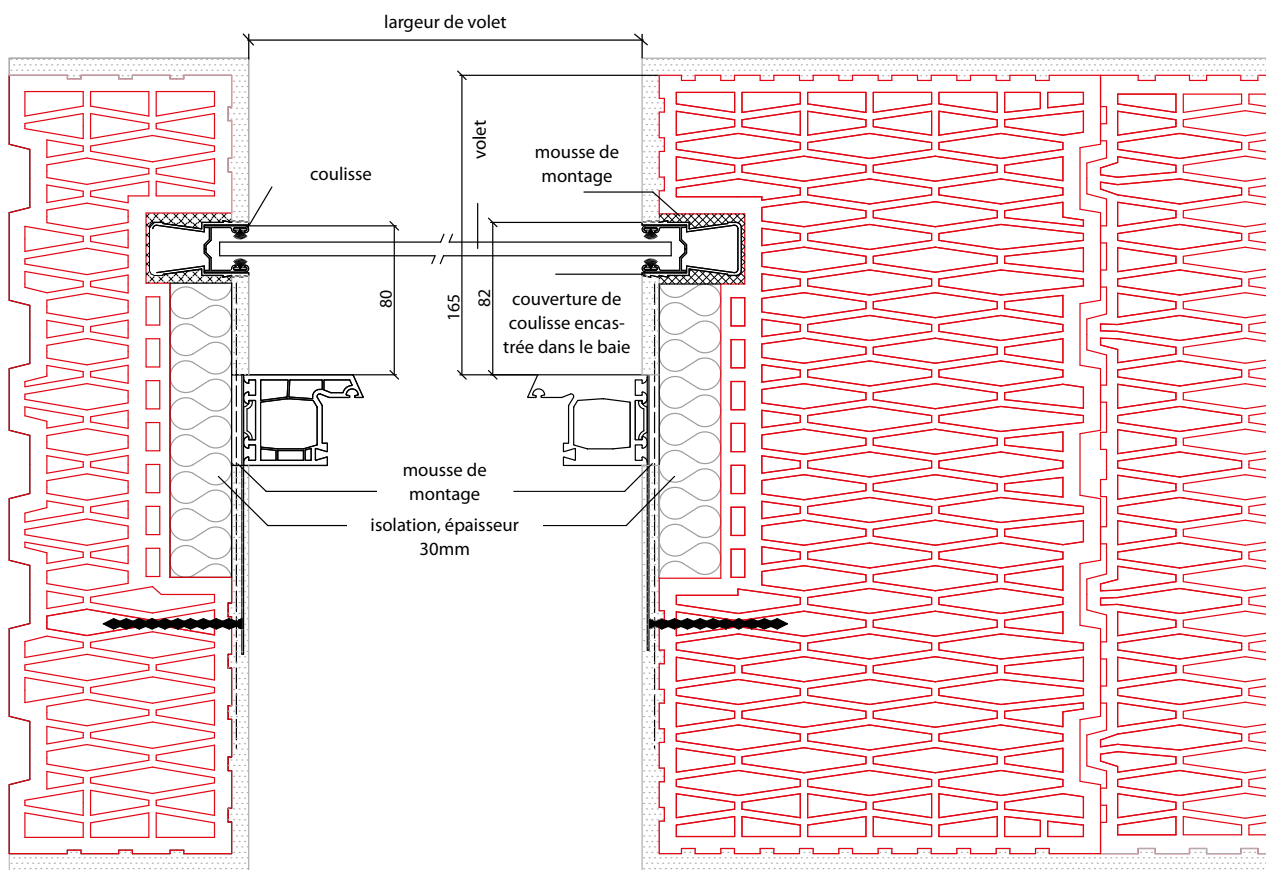 largeur de volet
volet
mousse de
montage
coulisse
80
165
82
couverture de
coulisse encas-
trée dans le baie
mousse de
montage
isolation, épaisseur
30mm